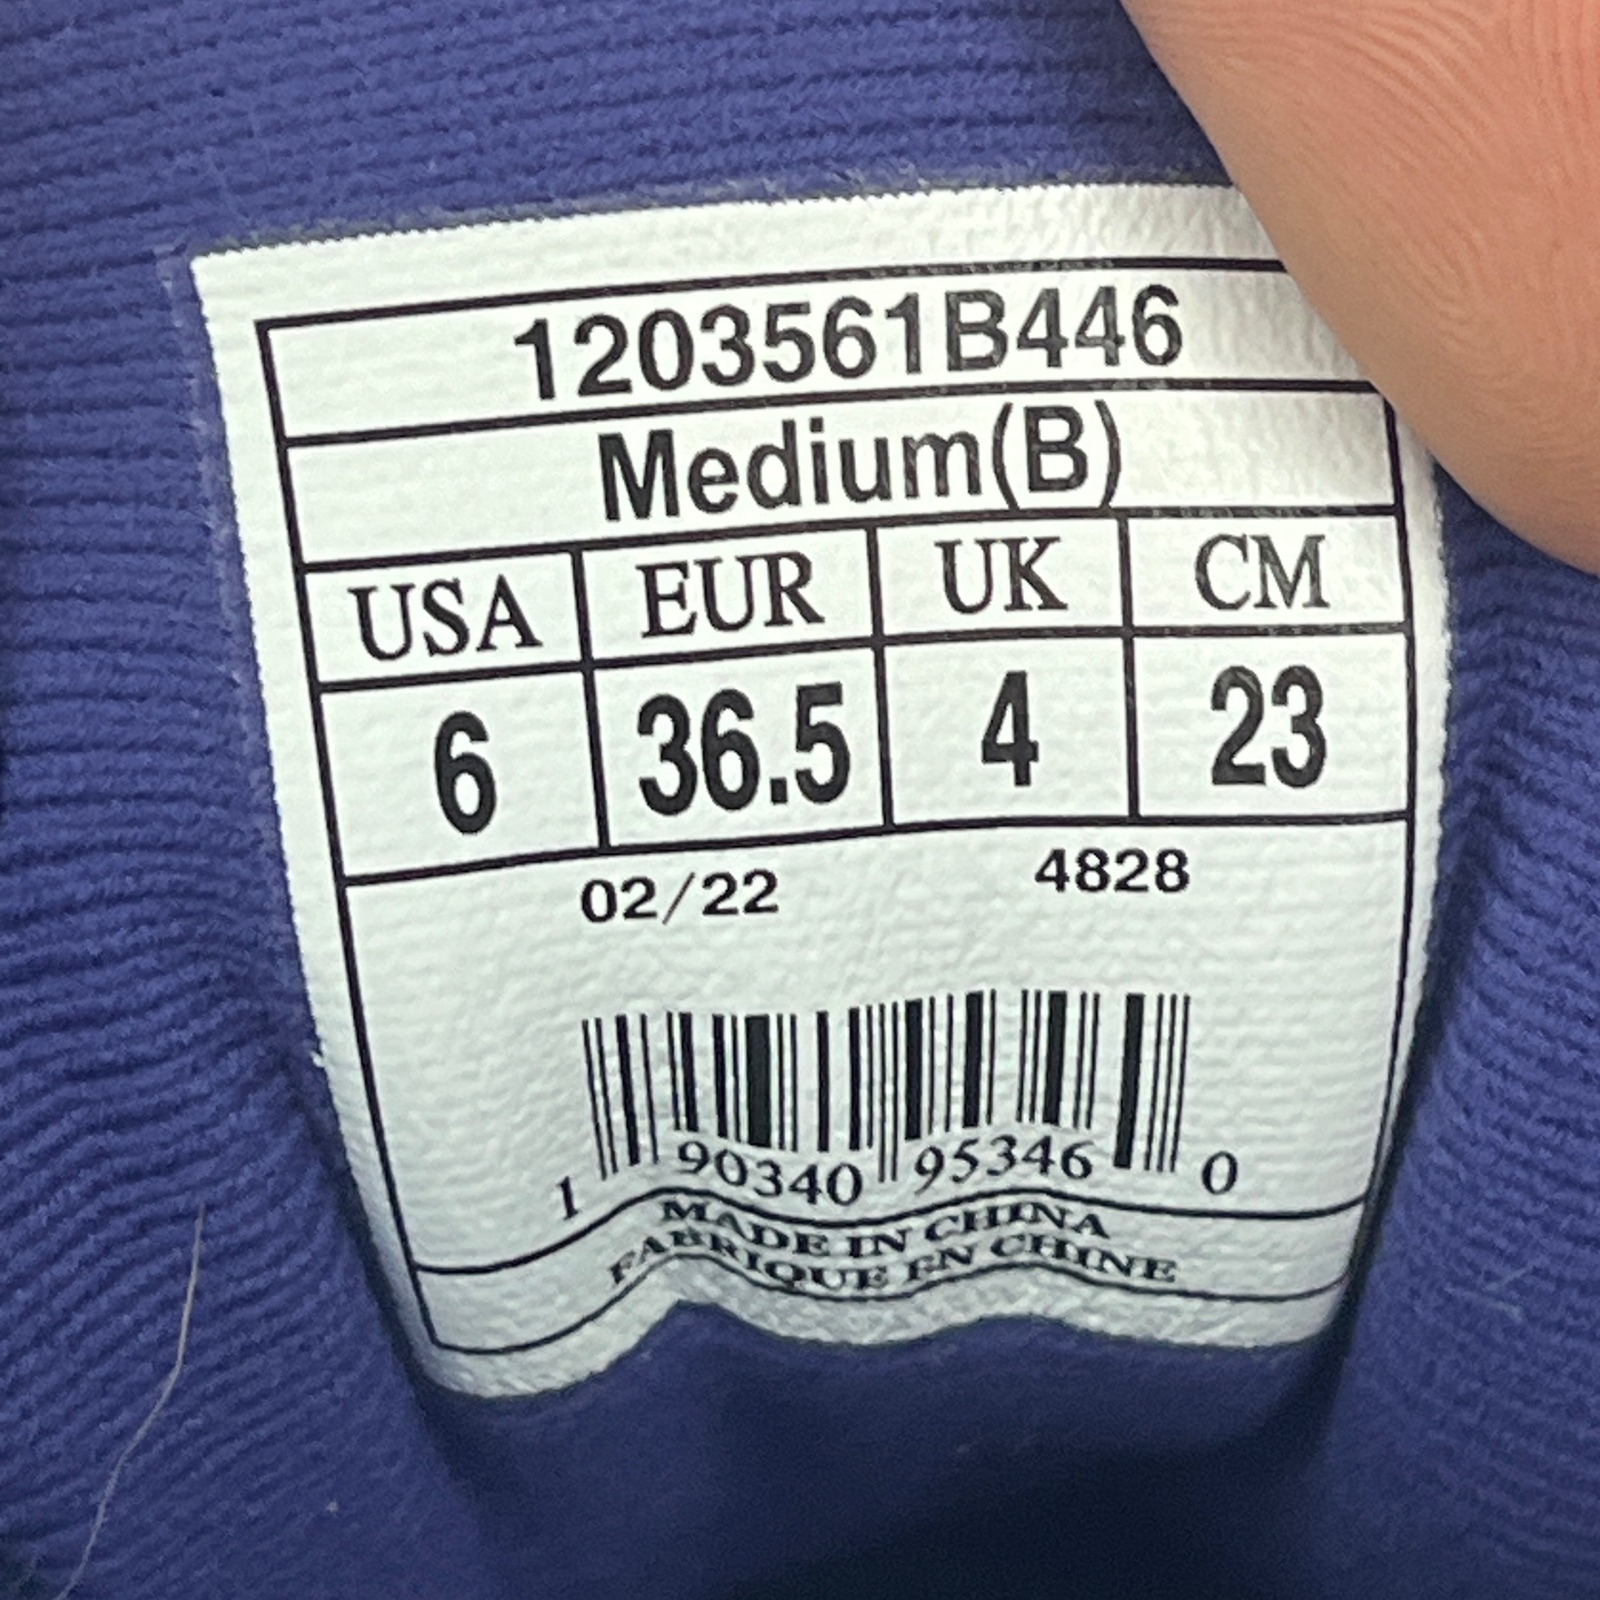 1203561B446
Medium(B)
USA EUR UK CM
6 36.5 4 23
02/22 4828
1 90340 95346 0
MADE IN CHINA
FABRIQUE EN CHINE